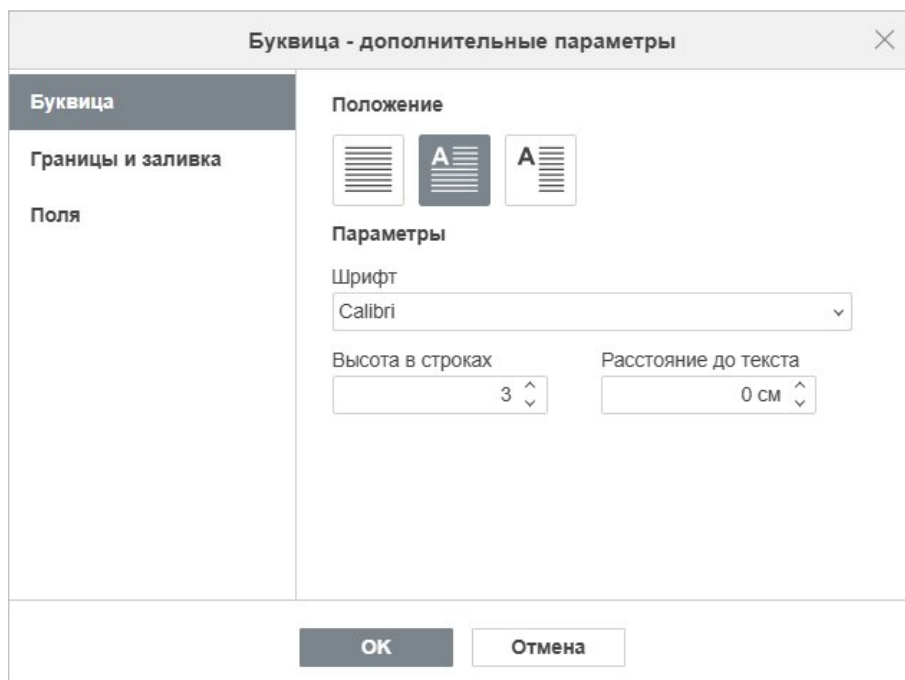 Буквица - дополнительные параметры
Буквица
Границы и заливка
Поля
Положение
A
A
Параметры
Шрифт
Calibri
Высота в строках
Расстояние до текста
3
0 см
OK
Отмена